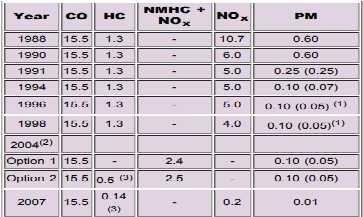 Year CO HC NMHC + NOx NOx PM
1988 15.5 1.3 - 10.7 0.60
1990 15.5 1.3 - 6.0 0.60
1991 15.5 1.3 - 5.0 0.25 (0.25)
1994 15.5 1.3 - 5.0 0.10 (0.07)
1996 15.5 1.3 - 5.0 0.10 (0.05) (1)
1998 15.5 1.3 - 4.0 0.10 (0.05)(1)
2004(2)
Option 1 15.5 - 2.4 - 0.10 (0.05)
Option 2 15.5 0.5 (3) 2.5 - 0.10 (0.05)
2007 15.5 0.14 (3) - 0.2 0.01